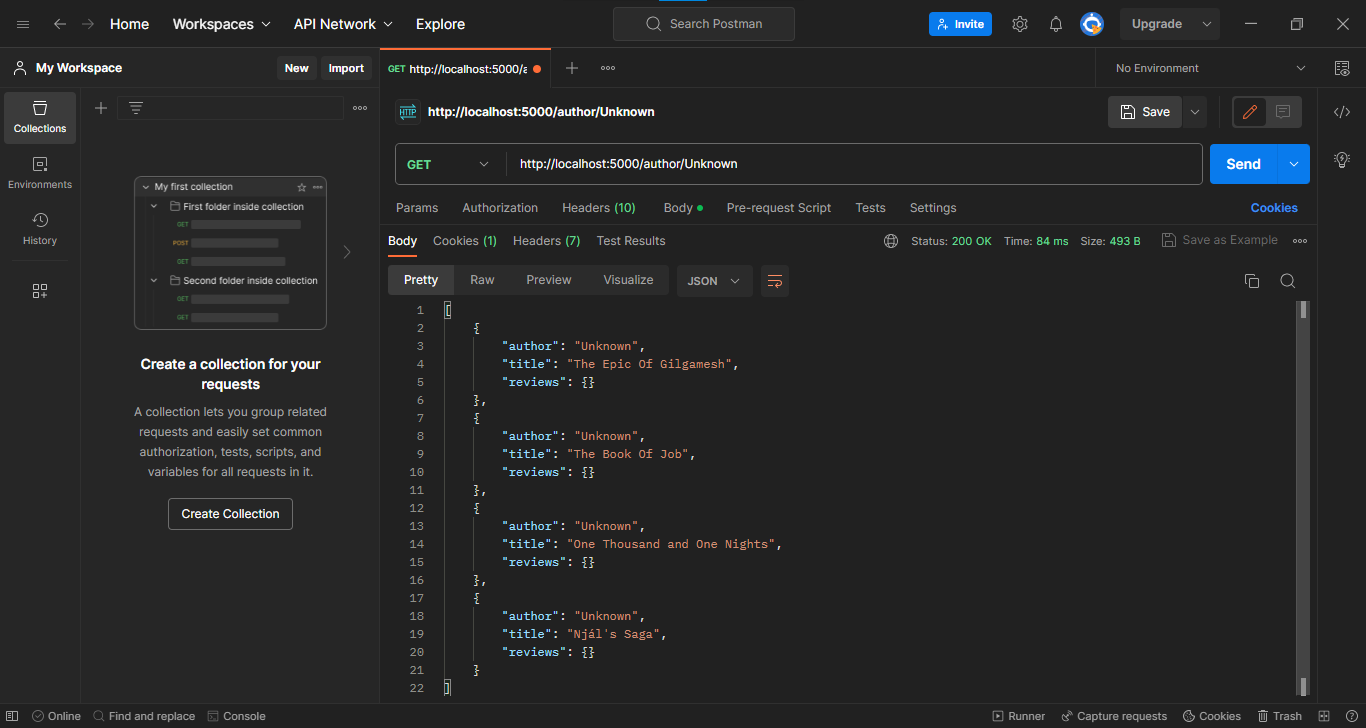 Home Workspaces API Network Explore Search Postman Invite Upgrade
My Workspace New Import GET http://localhost:5000/a No Environment
Collections
Environments
History
My first collection
First folder inside collection
GET
POST
GET
Second folder inside collection
GET
GET
Create a collection for your
requests
A collection lets you group related
requests and easily set common
authorization, tests, scripts, and
variables for all requests in it.
Create Collection
HTTP http://localhost:5000/author/Unknown Save
GET http://localhost:5000/author/Unknown Send
Params Authorization Headers (10) Body Pre-request Script Tests Settings Cookies
Body Cookies (1) Headers (7) Test Results Status: 200 OK Time: 84 ms Size: 493 B Save as Example
Pretty Raw Preview Visualize JSON
1 [
2 {
3 "author": "Unknown",
4 "title": "The Epic Of Gilgamesh",
5 "reviews": {}
6 },
7 {
8 "author": "Unknown",
9 "title": "The Book Of Job",
10 "reviews": {}
11 },
12 {
13 "author": "Unknown",
14 "title": "One Thousand and One Nights",
15 "reviews": {}
16 },
17 {
18 "author": "Unknown",
19 "title": "Njál's Saga",
20 "reviews": {}
21 }
22 ]
Online Find and replace Console Runner Capture requests Cookies Trash